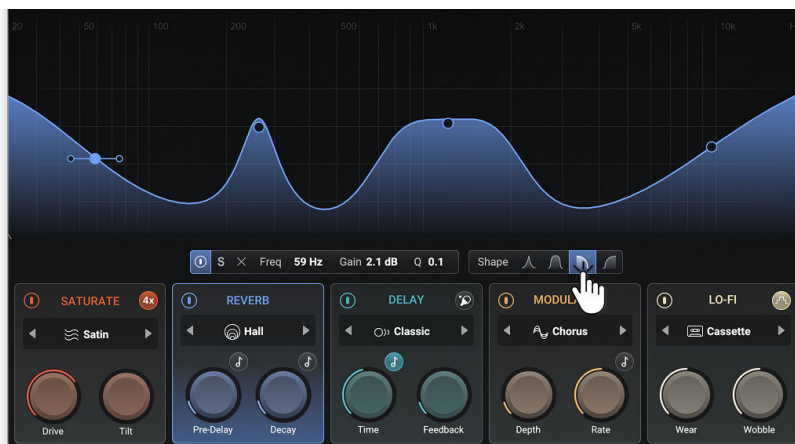 20 50 100 200 500 1k 2k 5k 10k
S Freq 59 Hz Gain 2.1 dB Q 0.1 Shape
SATURATE 4x REVERB DELAY LO-FI
Satin Hall Classic Chorus Cassette
Drive Tilt Pre-Delay Decay Time Feedback Depth Rate Wear Wobble